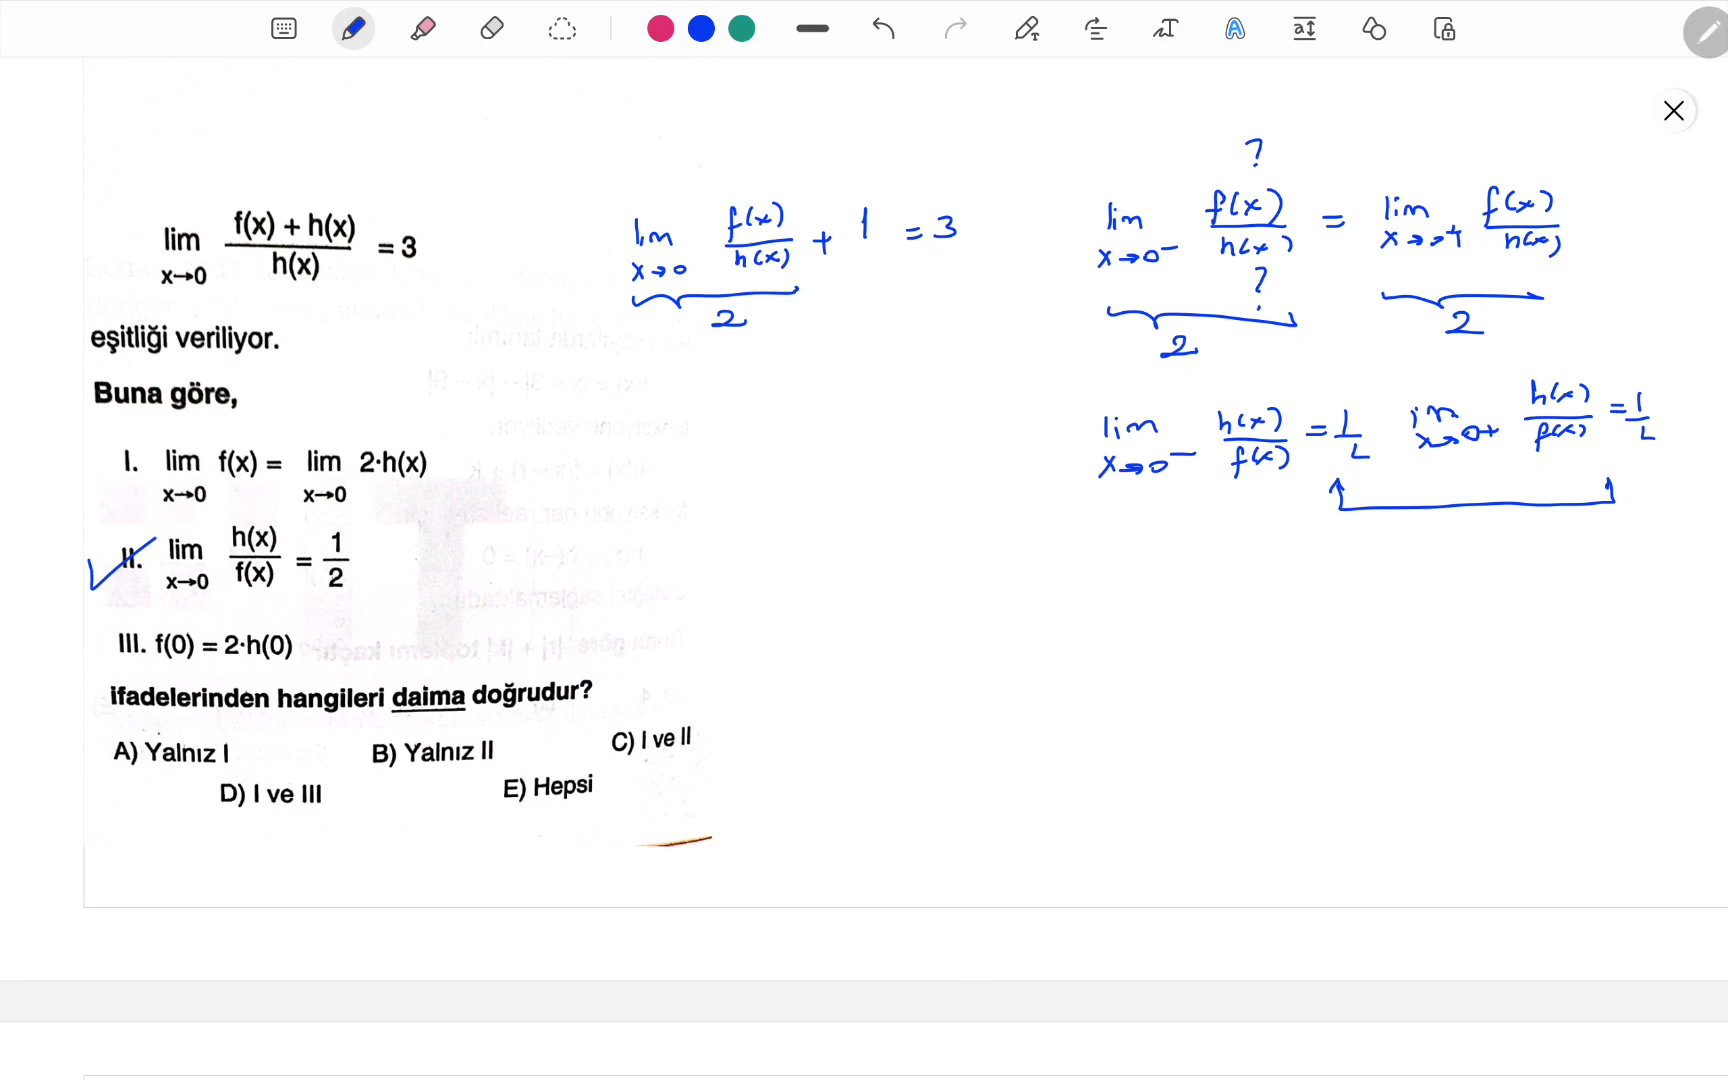 lim f(x) + h(x) / h(x) = 3
x→0
eşitliği veriliyor.
Buna göre,
I. lim f(x) = lim 2·h(x)
x→0 x→0
II. lim h(x)/f(x) = 1/2
x→0
III. f(0) = 2·h(0)
ifadelerinden hangileri daima doğrudur?
A) Yalnız I B) Yalnız II C) I ve II
D) I ve III E) Hepsi
lim f(x)/h(x) + 1 = 3
x→0
2
?
lim f(x)/h(x) = lim f(x)/h(x)
x→0⁻ x→0⁺
?
2 2
lim h(x)/f(x) = 1/2 lim h(x)/f(x) = 1/2
x→0⁻ x→0⁺